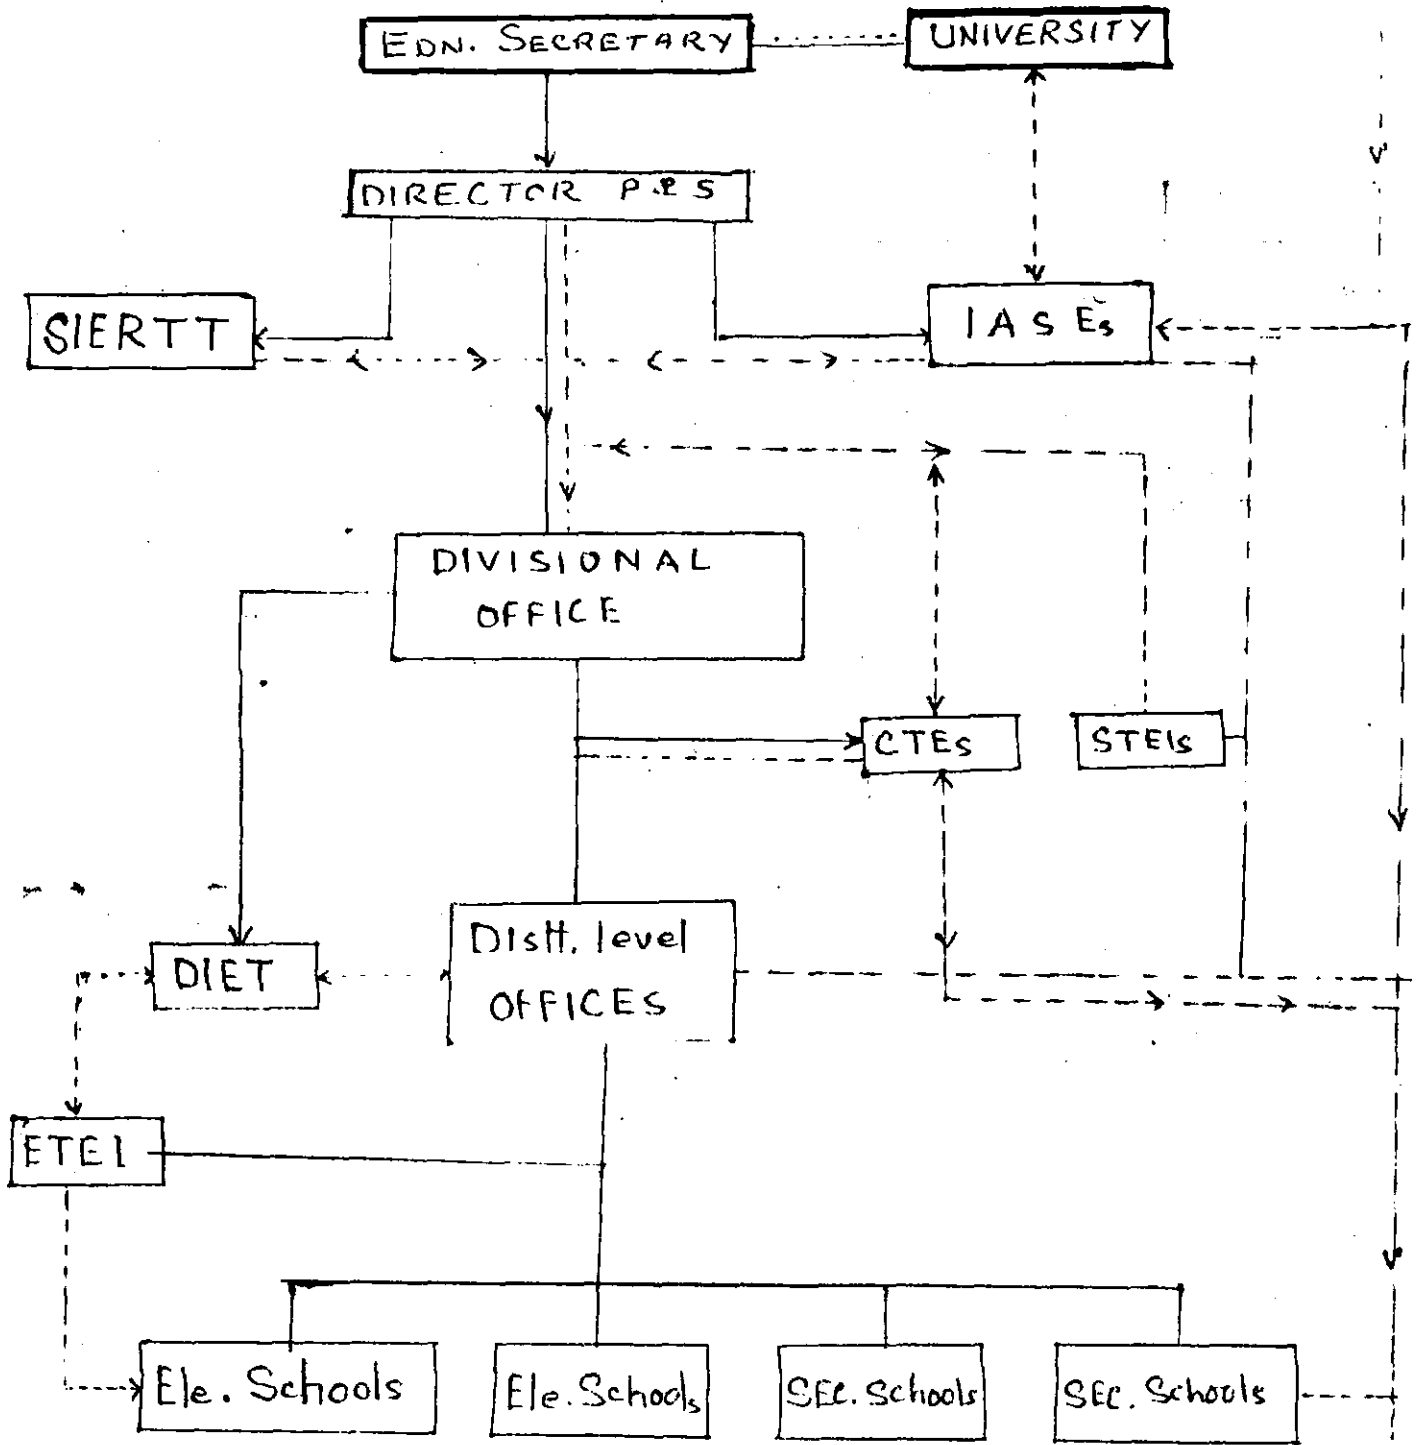 EDN. SECRETARY
UNIVERSITY
DIRECTOR P.E S
SIERTT
IASEs
DIVISIONAL
OFFICE
CTEs
STEIs
DIStt. level
OFFICES
DIET
ETEI
Ele. Schools
Ele. Schools
SEC. Schools
SEC. Schools